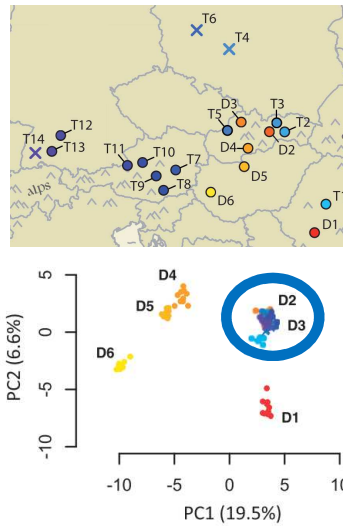 T6
T4
D3
T3
T5
T2
T12
T14
T13
D4
D2
T11
T10
T7
D5
T9
T8
alps
D6
T1
D1
5
D4
D2
D5
0
D3
D6
-5
D1
-10
PC2 (6.6%)
-10 -5 0 5 10
PC1 (19.5%)